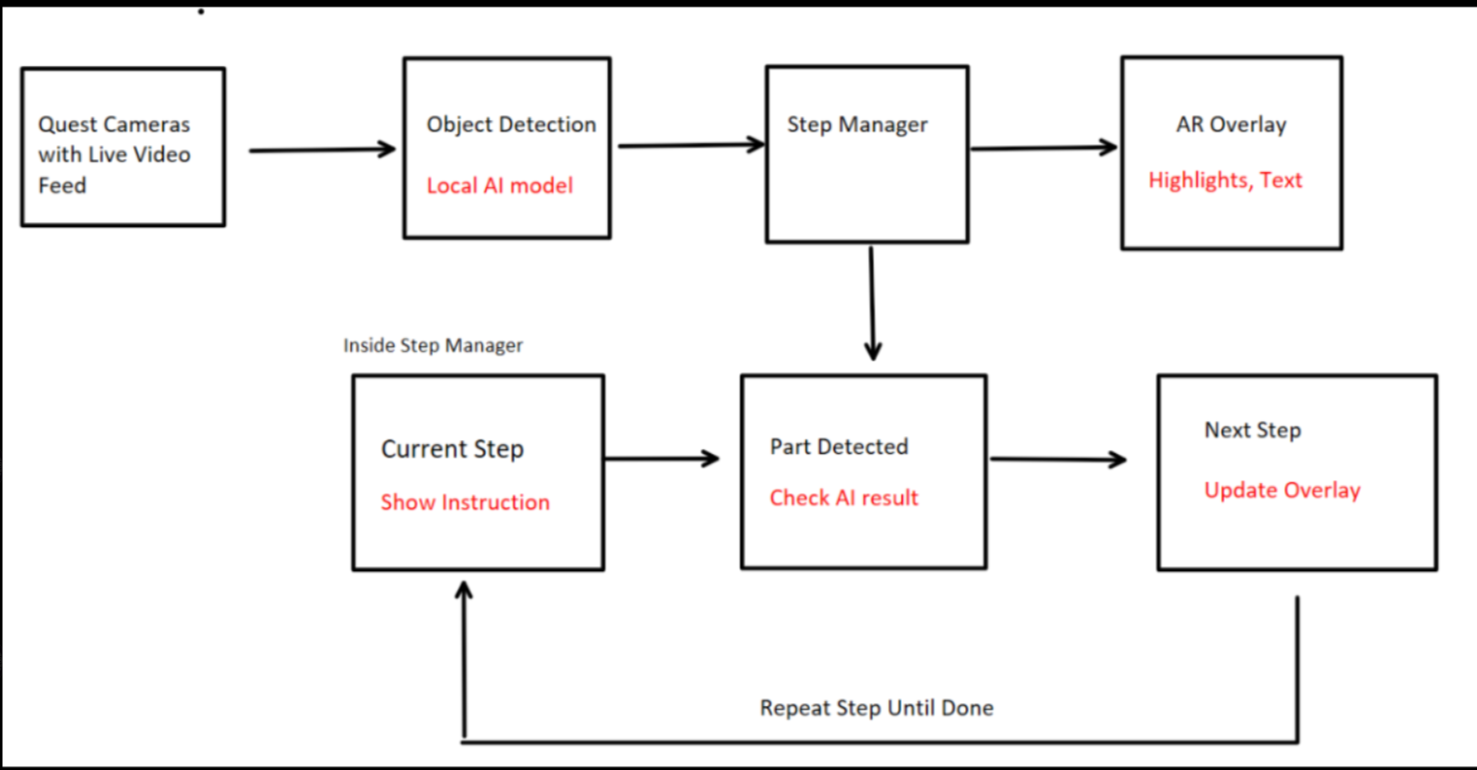 Quest Cameras
with Live Video
Feed
Object Detection
Local AI model
Step Manager
AR Overlay
Highlights, Text
Inside Step Manager
Current Step
Show Instruction
Part Detected
Check AI result
Next Step
Update Overlay
Repeat Step Until Done